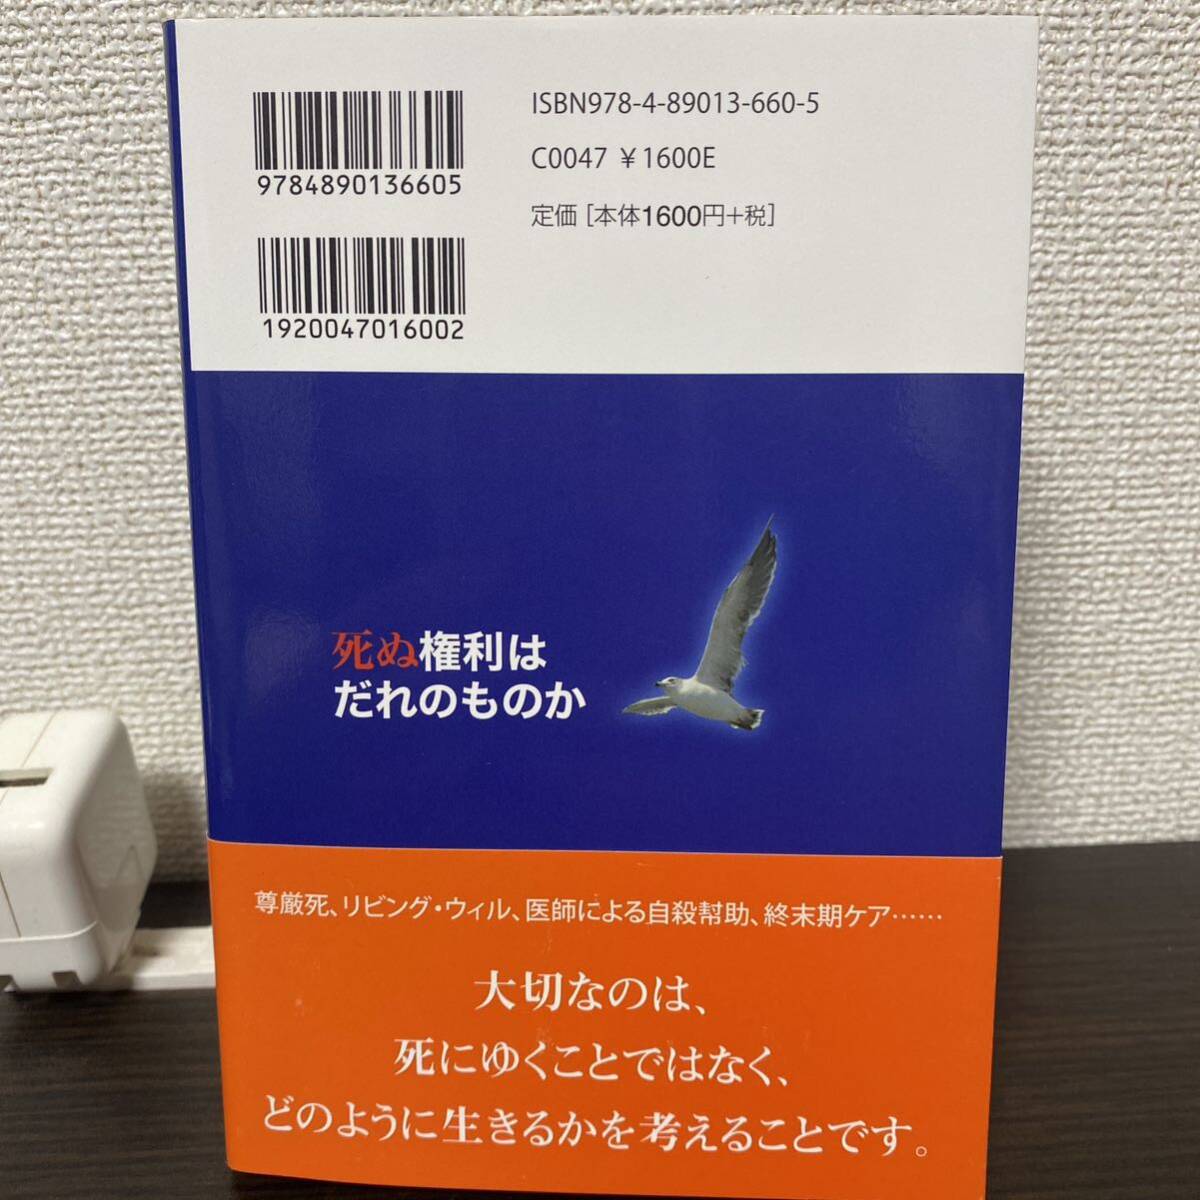 ISBN978-4-89013-660-5
C0047 ¥1600E
定価［本体1600円+税］
9784890136605
1920047016002
死ぬ権利は
だれのものか
尊厳死、リビング・ウィル、医師による自殺幇助、終末期ケア……
大切なのは、
死にゆくことではなく、
どのように生きるかを考えることです。